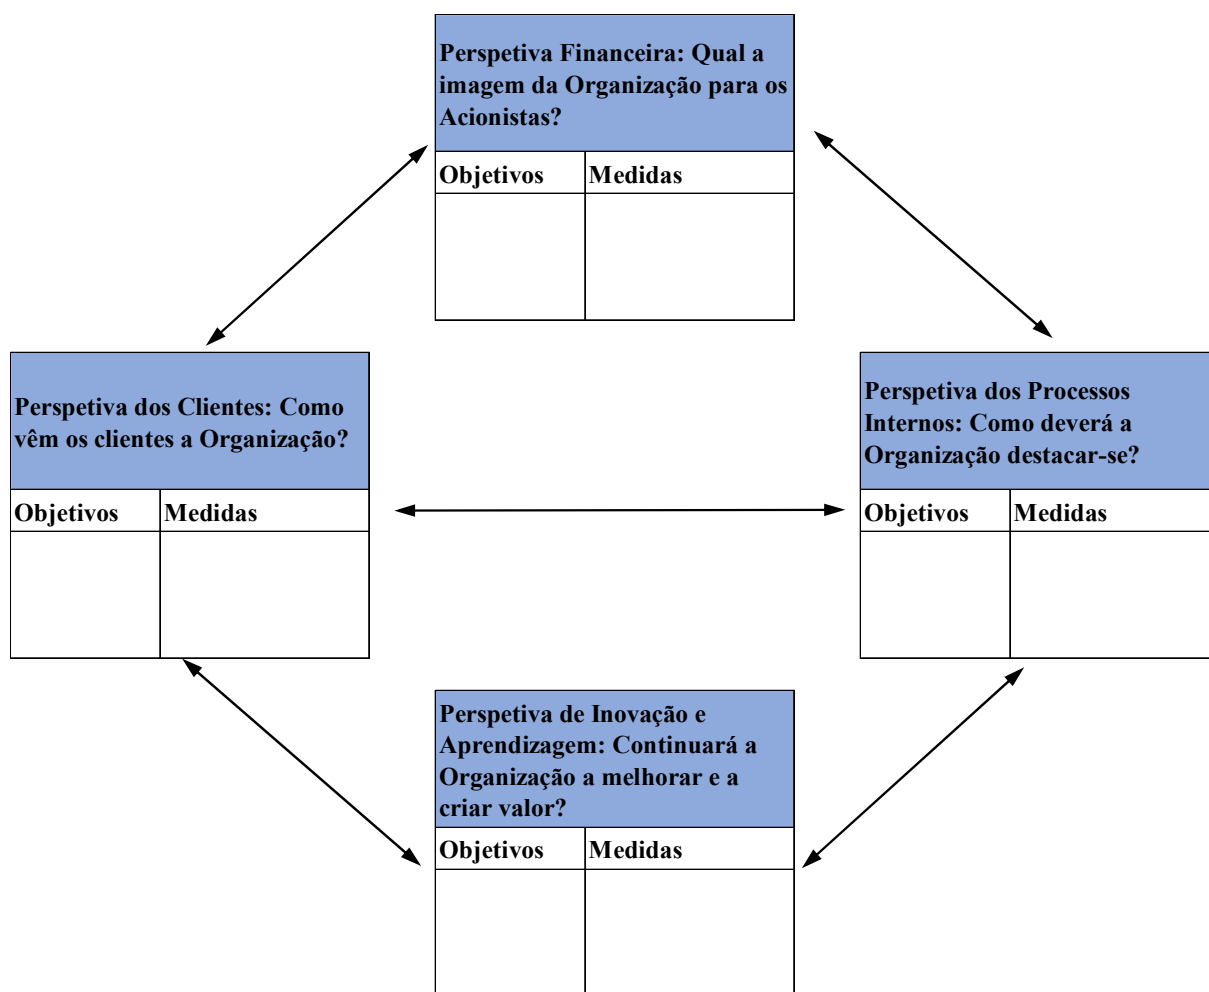 Perspetiva Financeira: Qual a
imagem da Organização para os
Acionistas?
Objetivos Medidas
Perspetiva dos Clientes: Como
vêm os clientes a Organização?
Objetivos Medidas
Perspetiva dos Processos
Internos: Como deverá a
Organização destacar-se?
Objetivos Medidas
Perspetiva de Inovação e
Aprendizagem: Continuará a
Organização a melhorar e a
criar valor?
Objetivos Medidas